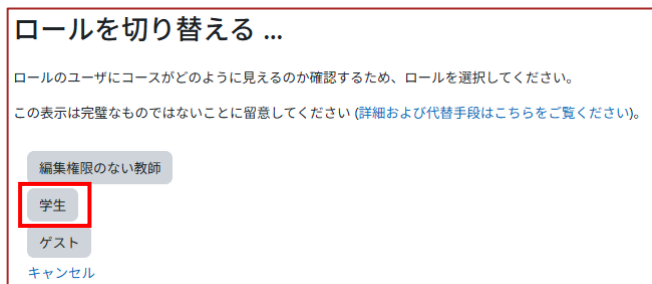 ロールを切り替える ...
ロールのユーザにコースがどのように見えるのか確認するため、ロールを選択してください。
この表示は完璧なものではないことに留意してください (詳細および代替手段はこちらをご覧ください)。
編集権限のない教師
学生
ゲスト
キャンセル